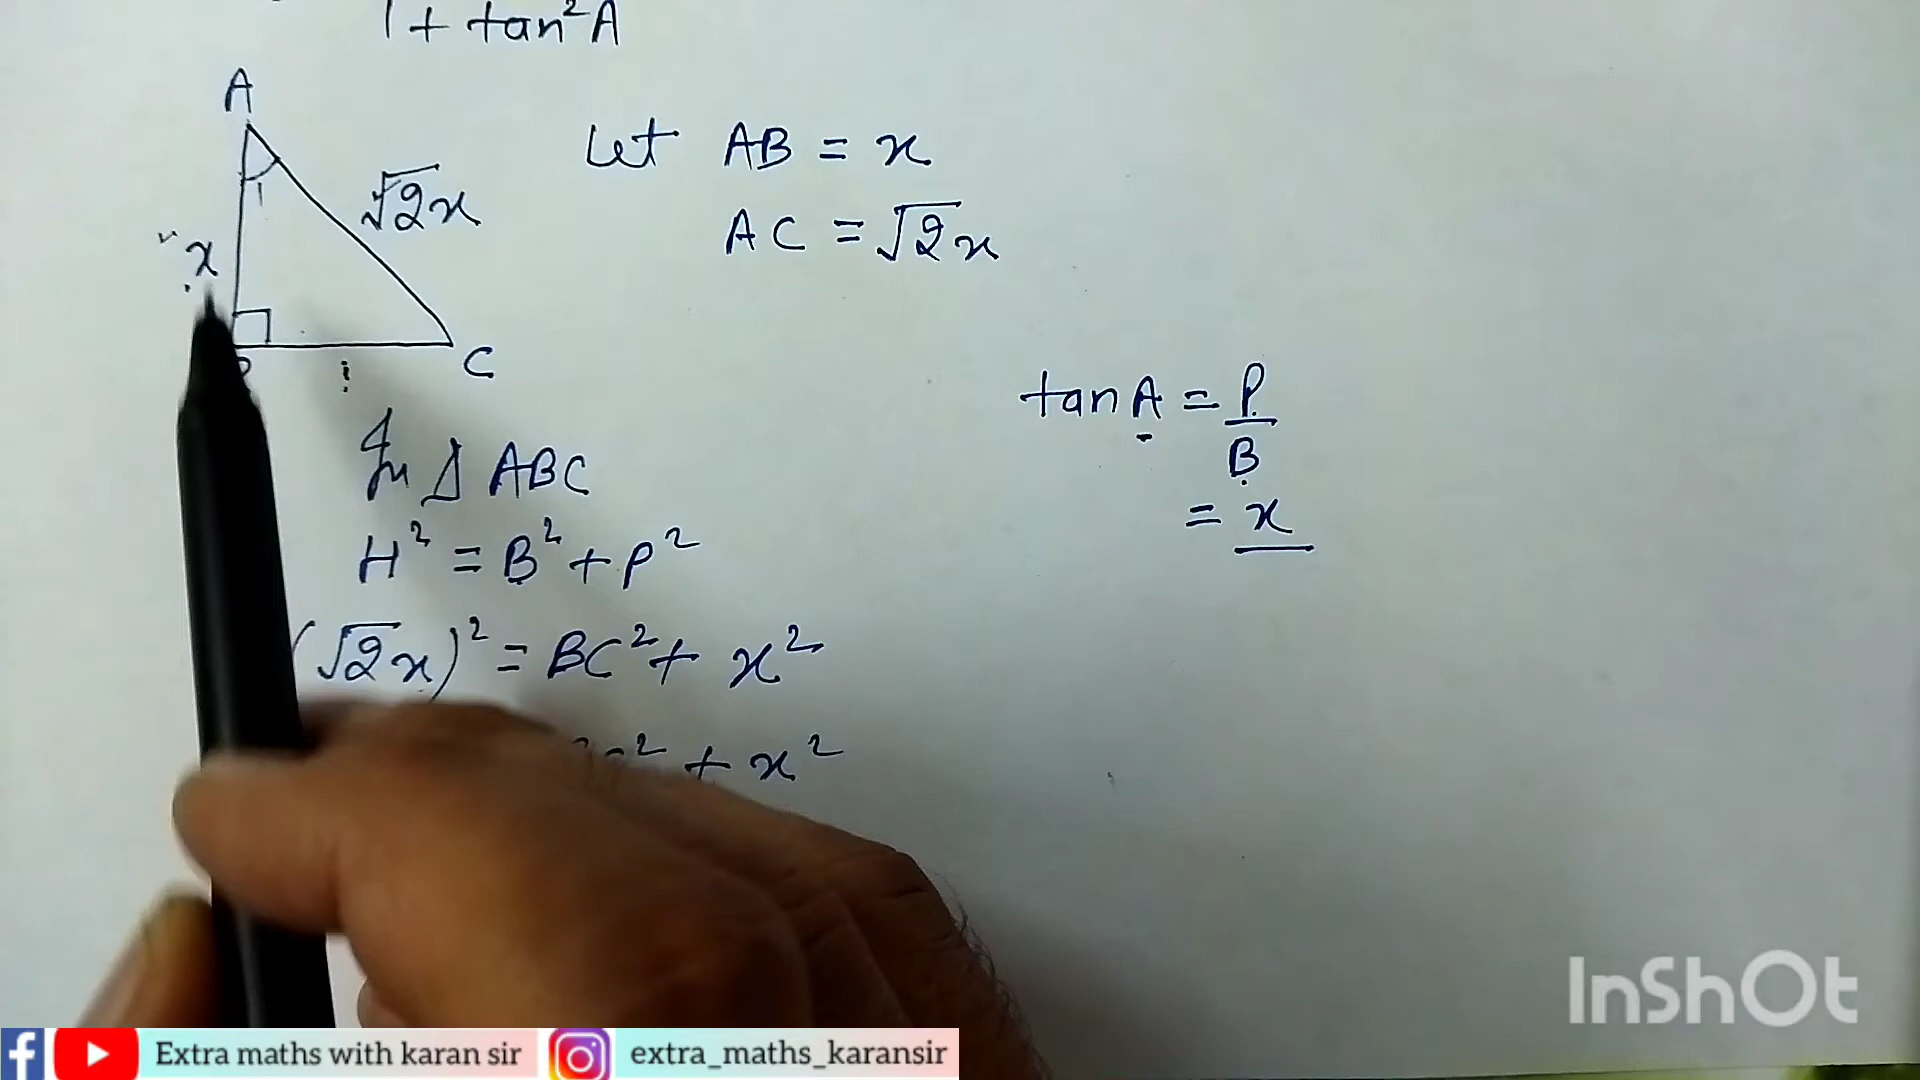 1 + tan²A
A
√2x
x
C
Let AB = x
AC = √2x
In Δ ABC
H² = B² + P²
(√2x)² = BC² + x²
² + x²
tan A = P/B
= x
InShOt
f Extra maths with karan sir extra_maths_karansir